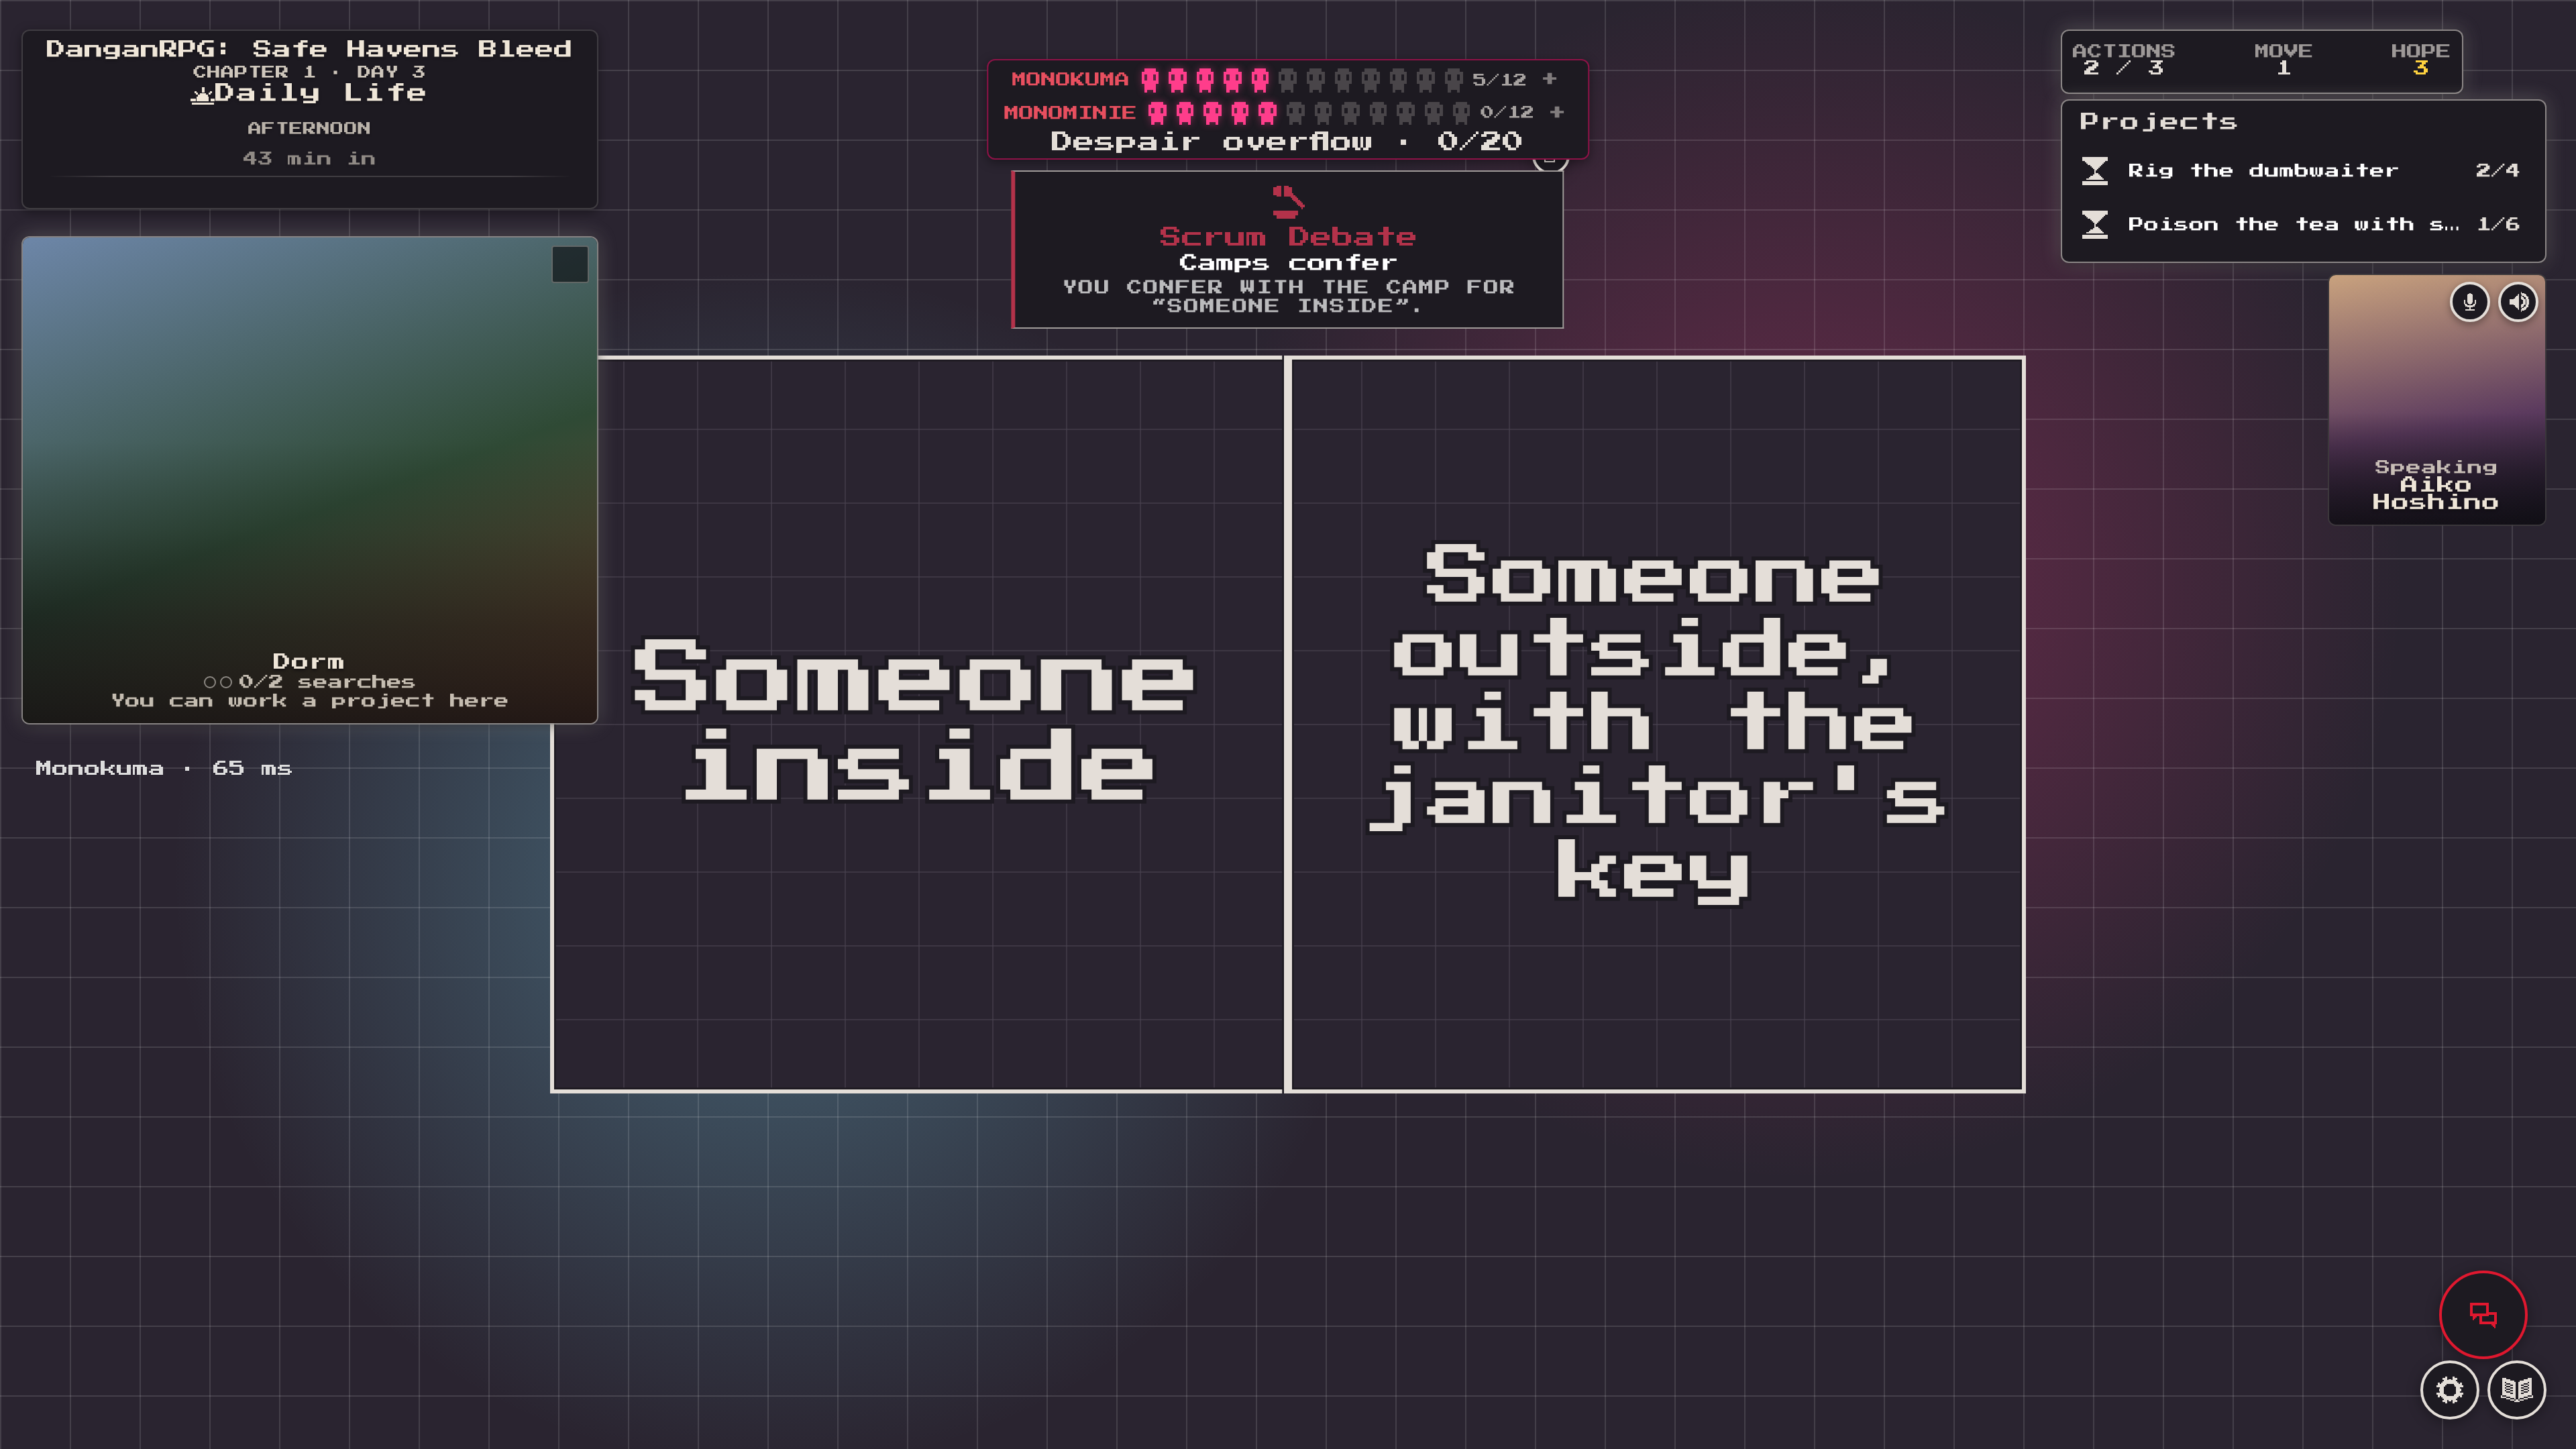 DanganRPG: Safe Havens Bleed
CHAPTER 1 · DAY 3
Daily Life
AFTERNOON
43 min in
Dorm
0/2 searches
You can work a project here
Monokuma · 65 ms
MONOKUMA 5/12 +
MONOMINIE 0/12 +
Despair overflow · 0/20
Scrum Debate
Camps confer
YOU CONFER WITH THE CAMP FOR
“SOMEONE INSIDE”.
Someone
inside
Someone
outside,
with the
janitor's
key
ACTIONS MOVE HOPE
2 / 3 1 3
Projects
Rig the dumbwaiter 2/4
Poison the tea with s… 1/6
Speaking
Aiko
Hoshino